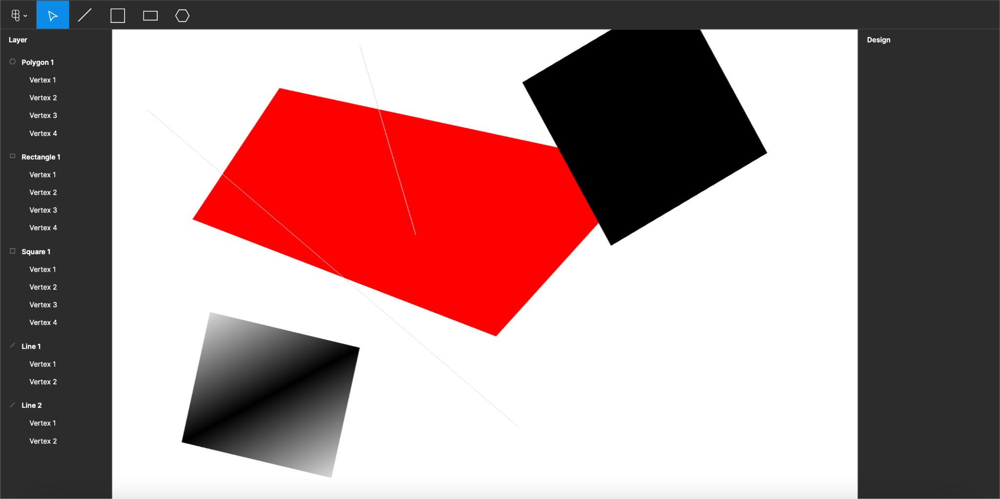 Layer
Design
Polygon 1
Vertex 1
Vertex 2
Vertex 3
Vertex 4
Rectangle 1
Vertex 1
Vertex 2
Vertex 3
Vertex 4
Square 1
Vertex 1
Vertex 2
Vertex 3
Vertex 4
Line 1
Vertex 1
Vertex 2
Line 2
Vertex 1
Vertex 2